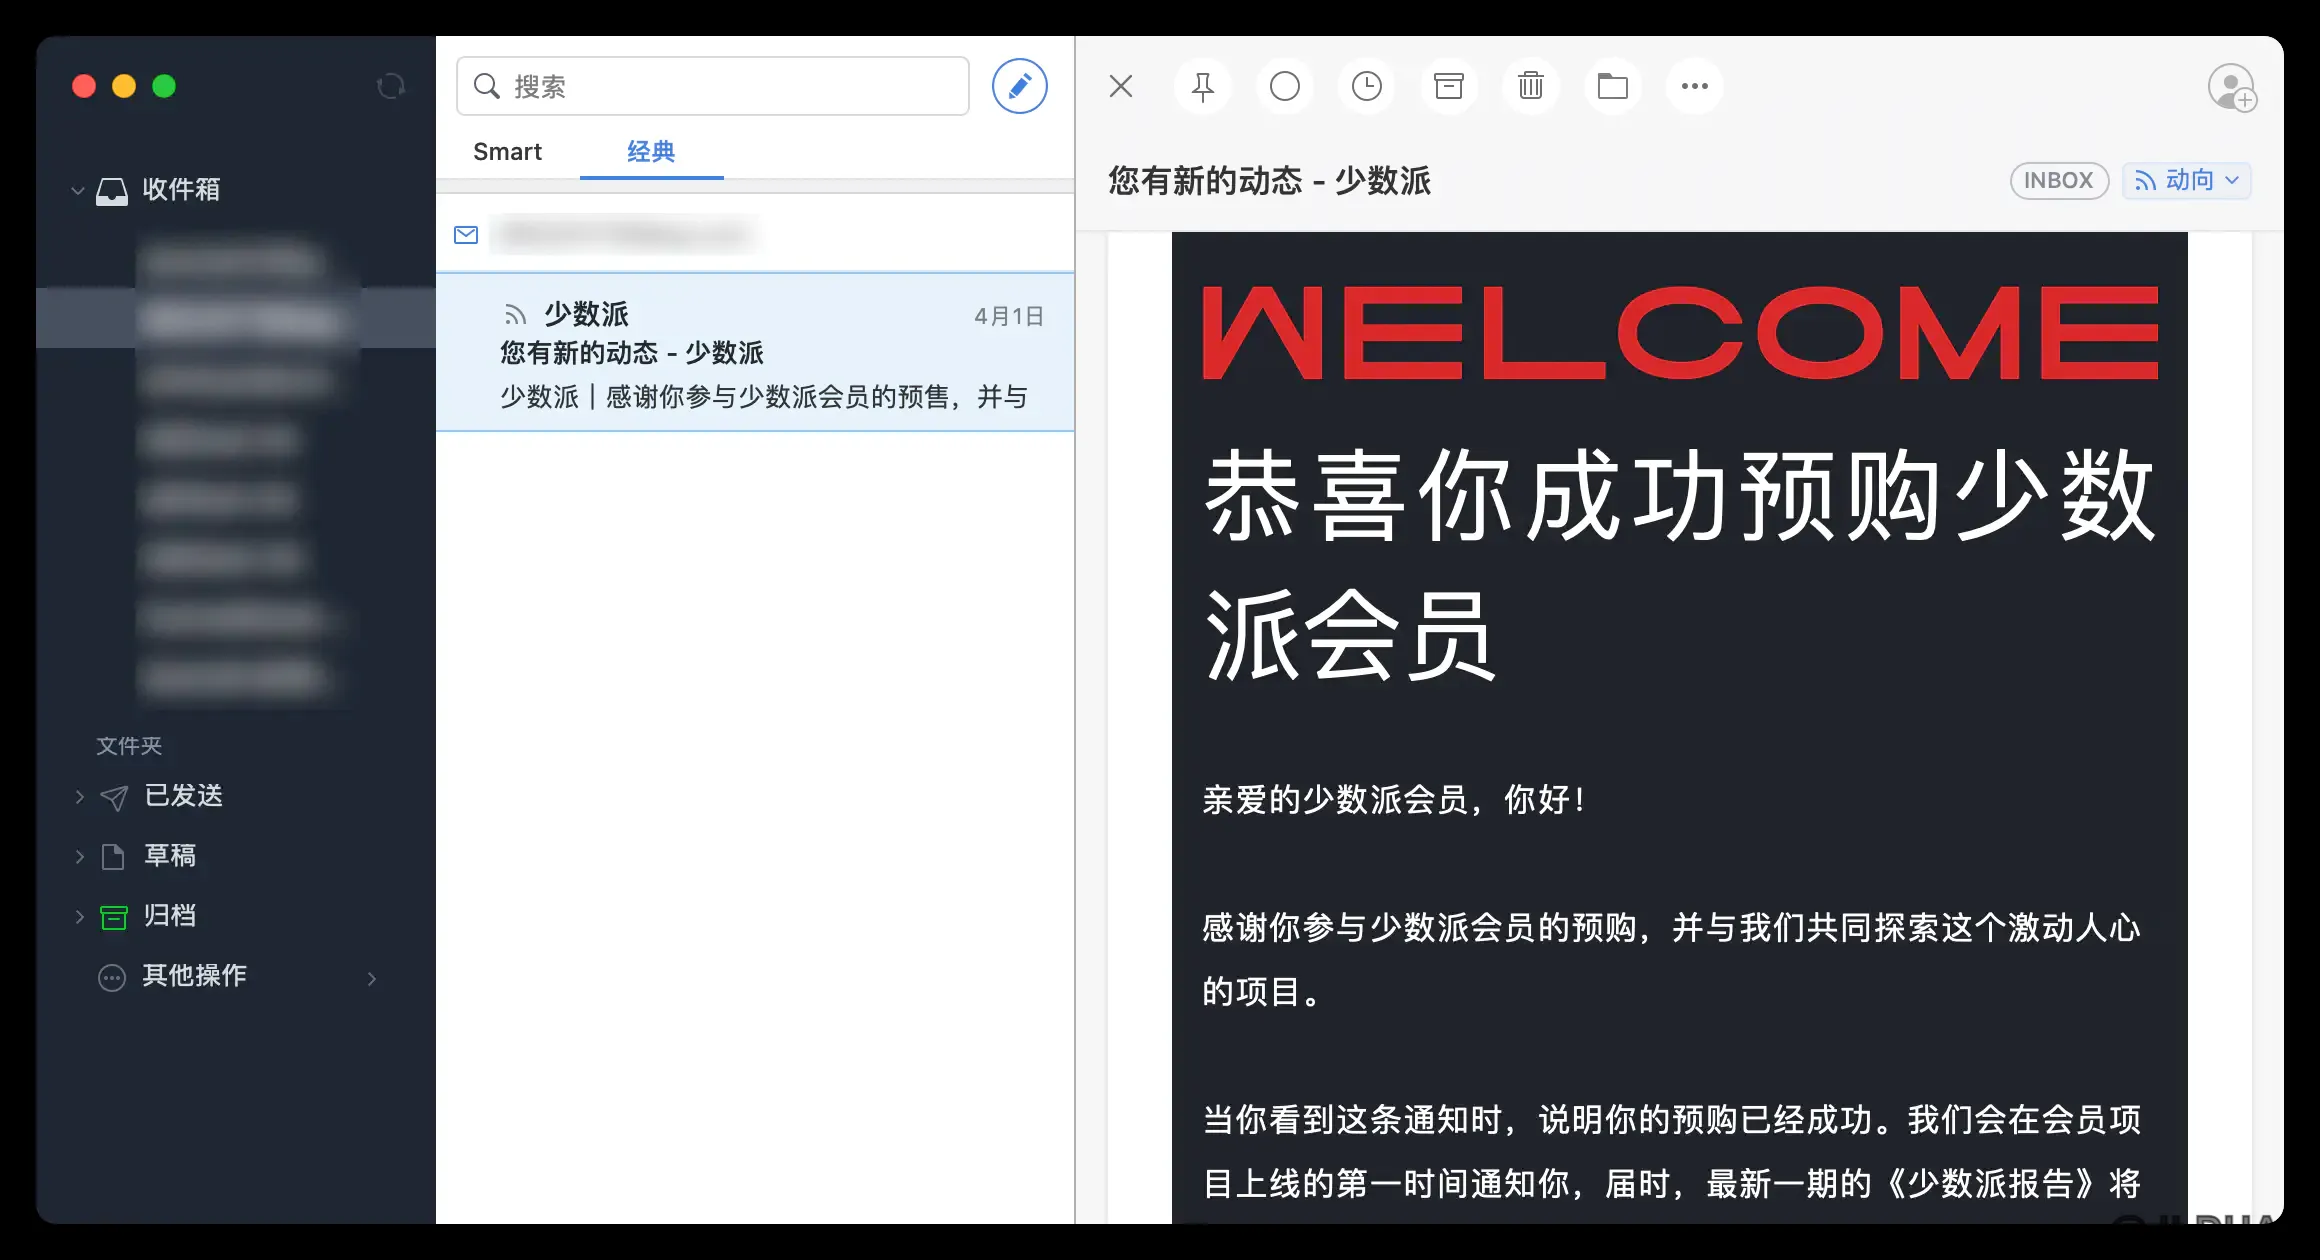 收件箱
文件夹
已发送
草稿
归档
其他操作
搜索
Smart
经典
少数派
4月1日
您有新的动态 - 少数派
少数派｜感谢你参与少数派会员的预售，并与
您有新的动态 - 少数派
INBOX
动向
WELCOME
恭喜你成功预购少数
派会员
亲爱的少数派会员，你好！
感谢你参与少数派会员的预购，并与我们共同探索这个激动人心
的项目。
当你看到这条通知时，说明你的预购已经成功。我们会在会员项
目上线的第一时间通知你，届时，最新一期的《少数派报告》将